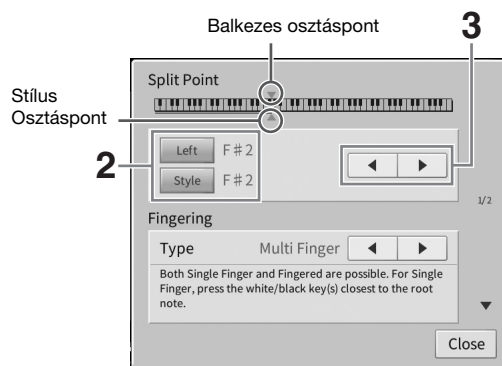 Balkezes osztáspont
3
Split Point
Stílus
Osztáspont
2
Left F#2
Style F#2
1/2
Fingering
Type Multi Finger
Both Single Finger and Fingered are possible. For Single
Finger, press the white/black key(s) closest to the root
note.
Close